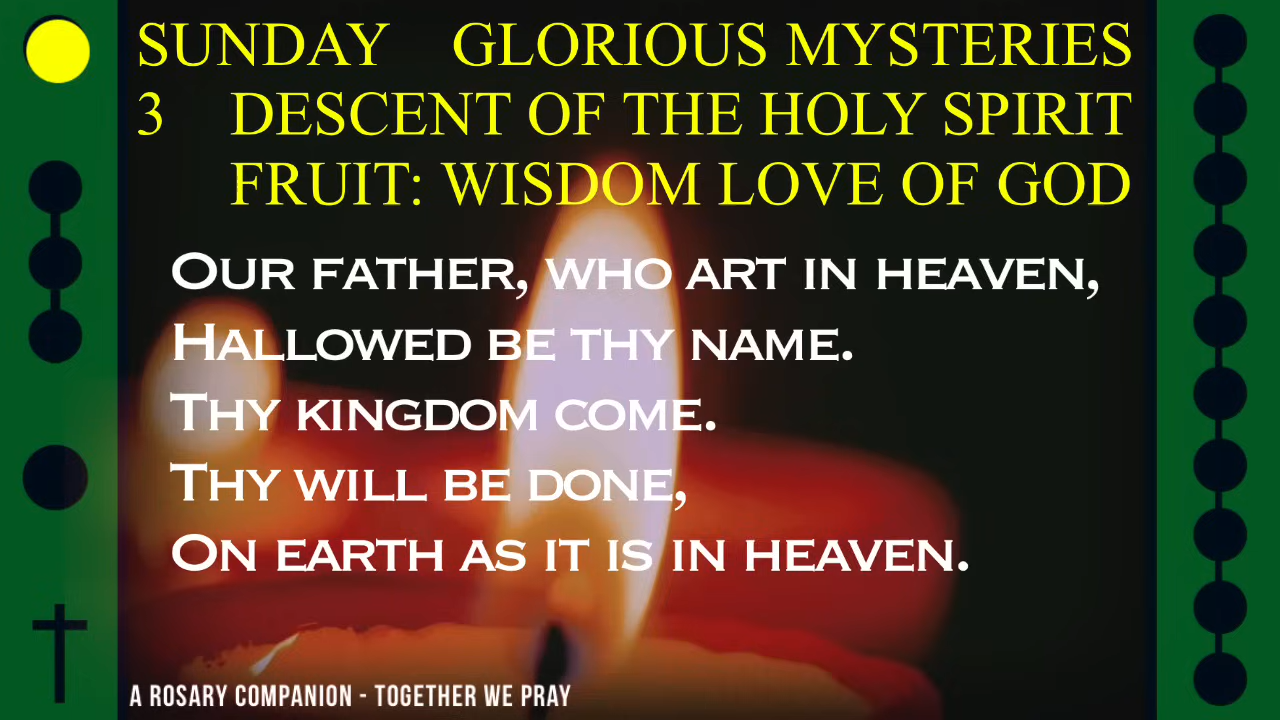 SUNDAY GLORIOUS MYSTERIES
3 DESCENT OF THE HOLY SPIRIT
FRUIT: WISDOM LOVE OF GOD
Our Father, who art in heaven,
Hallowed be thy name.
Thy kingdom come.
Thy will be done,
On earth as it is in heaven.
A ROSARY COMPANION - TOGETHER WE PRAY